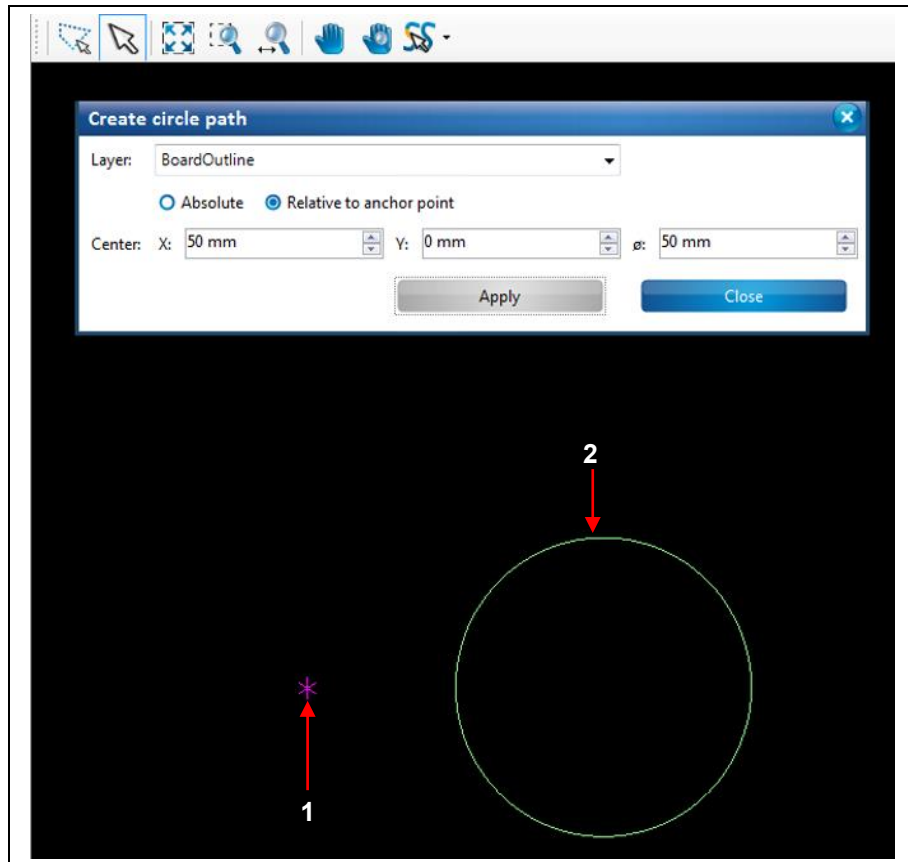 Create circle path
Layer: BoardOutline
Absolute Relative to anchor point
Center: X: 50 mm Y: 0 mm ø: 50 mm
Apply Close
2
1